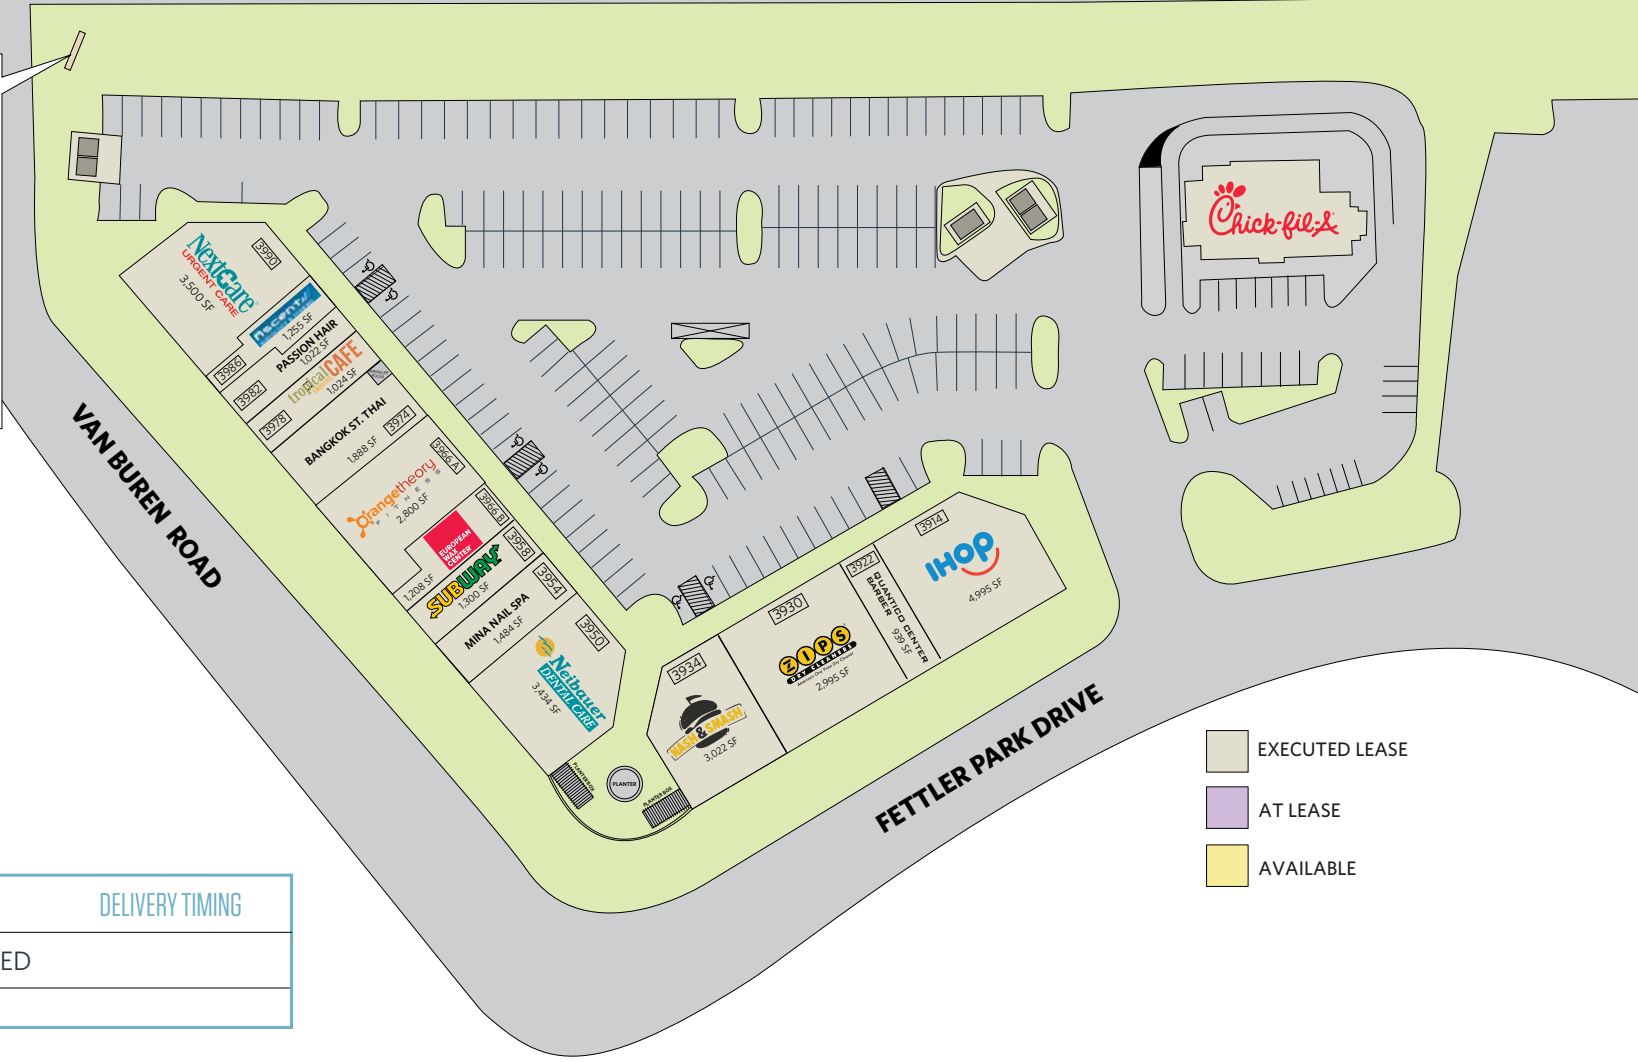 Chick-fil-A
3990
NextCare
URGENT CARE
3,500 SF
1,255 SF
3986
PASSION HAIR
1,022 SF
3982
tropical CAFE
1,024 SF
3978
BANGKOK ST. THAI
1,888 SF
3974
3966 A
Orangetheory
FITNESS
2,800 SF
3966 B
EUROPEAN
WAX
CENTER
1,208 SF
3958
SUBWAY
1,300 SF
3954
MINA NAIL SPA
1,484 SF
3950
Neibauer
DENTAL CARE
3,434 SF
3934
NASH & SMASH
3,022 SF
3930
ZIPS
DRY CLEANERS
2,995 SF
3922
QUANTICO CENTER
BARBER
939 SF
3914
IHOP
4,995 SF
PLANTER BOX
PLANTER
PLANTER BOX
VAN BUREN ROAD
FETTLER PARK DRIVE
EXECUTED LEASE
AT LEASE
AVAILABLE
DELIVERY TIMING
ED